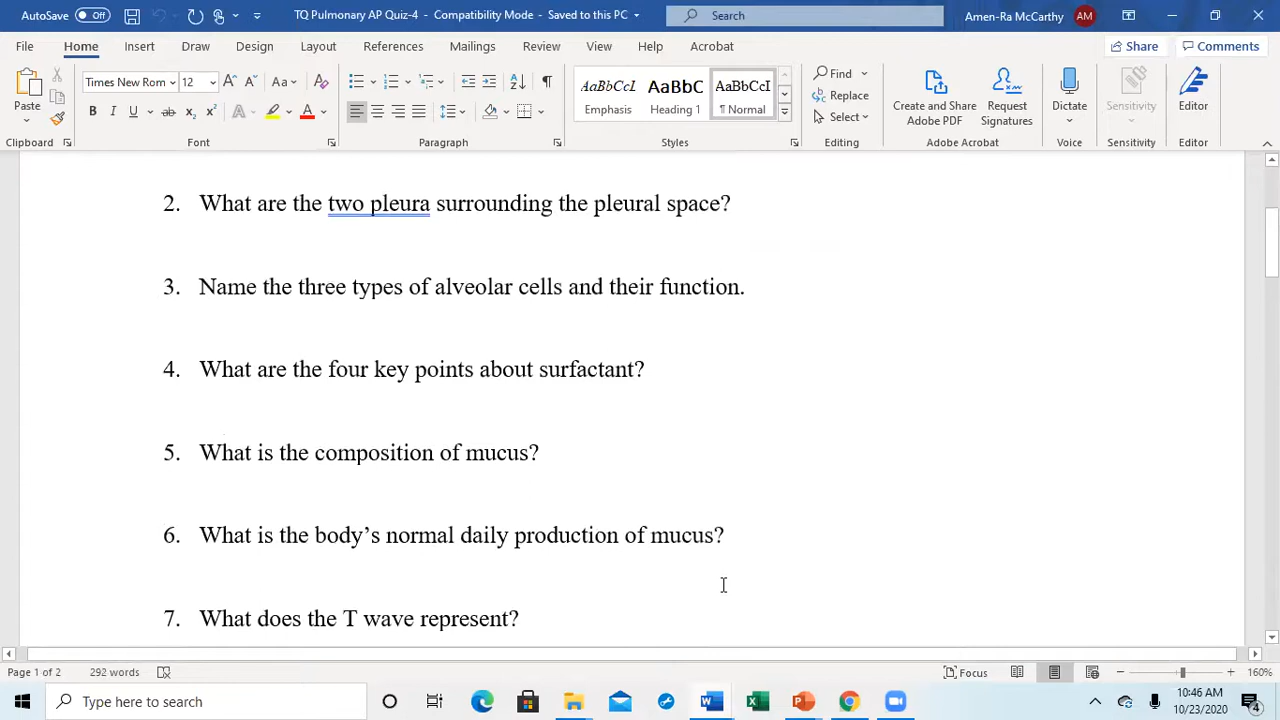 AutoSave Off TQ Pulmonary Quiz-4 - Compatibility Mode - Saved to this PC Search Amen-Ra McCarthy AM
File Home Insert Draw Design Layout References Mailings Review View Help Acrobat Share Comments
Paste Times New Rom 12 Aa Find Replace Select
AaBbCcI AaBbC AaBbCcI
Emphasis Heading 1 ¶ Normal
Create and Share Adobe PDF Request Signatures Dictate Sensitivity Editor
Clipboard Font Paragraph Styles Editing Adobe Acrobat Voice Sensitivity Editor
2. What are the two pleura surrounding the pleural space?
3. Name the three types of alveolar cells and their function.
4. What are the four key points about surfactant?
5. What is the composition of mucus?
6. What is the body’s normal daily production of mucus?
7. What does the T wave represent?
Page 1 of 2 292 words Focus 160%
Type here to search 10:46 AM
10/23/2020 4